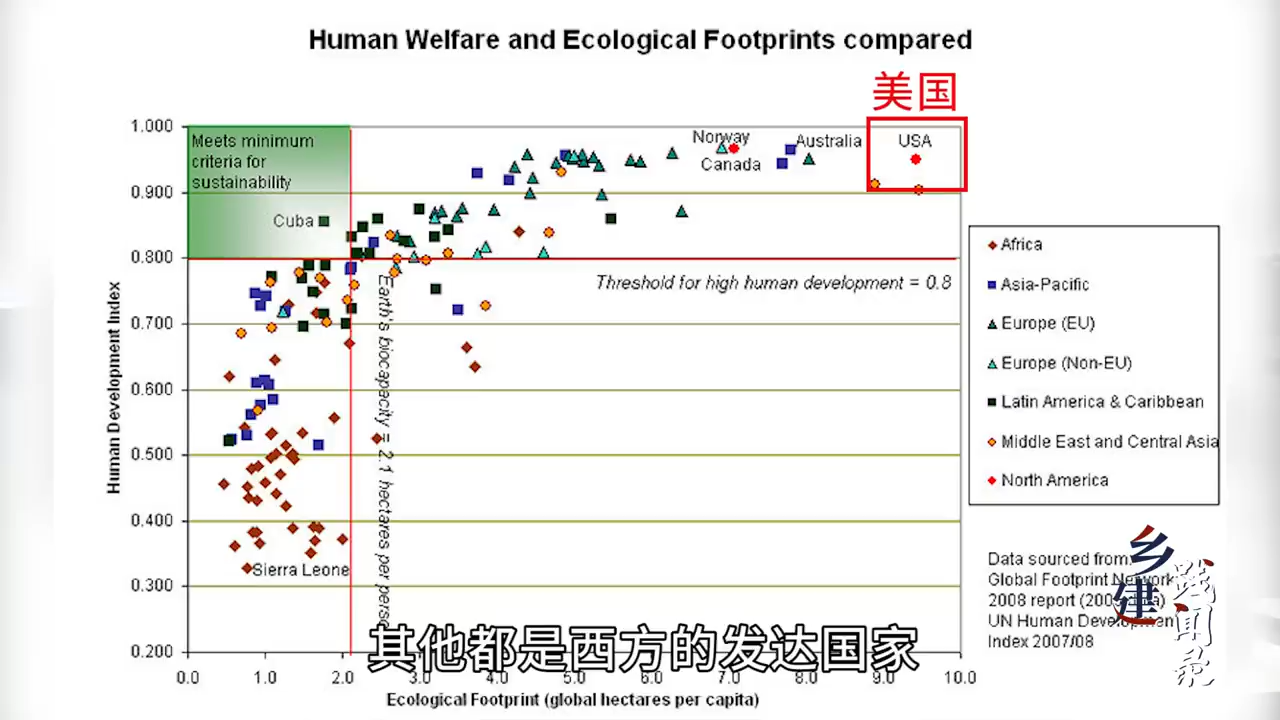 Human Welfare and Ecological Footprints compared
美国
1.000
0.900
0.800
0.700
0.600
0.500
0.400
0.300
0.200
Human Development Index
Meets minimum
criteria for
sustainability
Cuba
Norway
Canada
Australia
USA
Threshold for high human development = 0.8
Earth's biocapacity = 2.1 hectares per
Sierra Leone
0.0
1.0
2.0
3.0
4.0
5.0
6.0
7.0
8.0
9.0
10.0
Ecological Footprint (global hectares per capita)
Africa
Asia-Pacific
Europe (EU)
Europe (Non-EU)
Latin America & Caribbean
Middle East and Central Asia
North America
Data sourced from:
Global Footprint Network
2008 report
UN Human Development
Index 2007/08
乡建
其他都是西方的发达国家